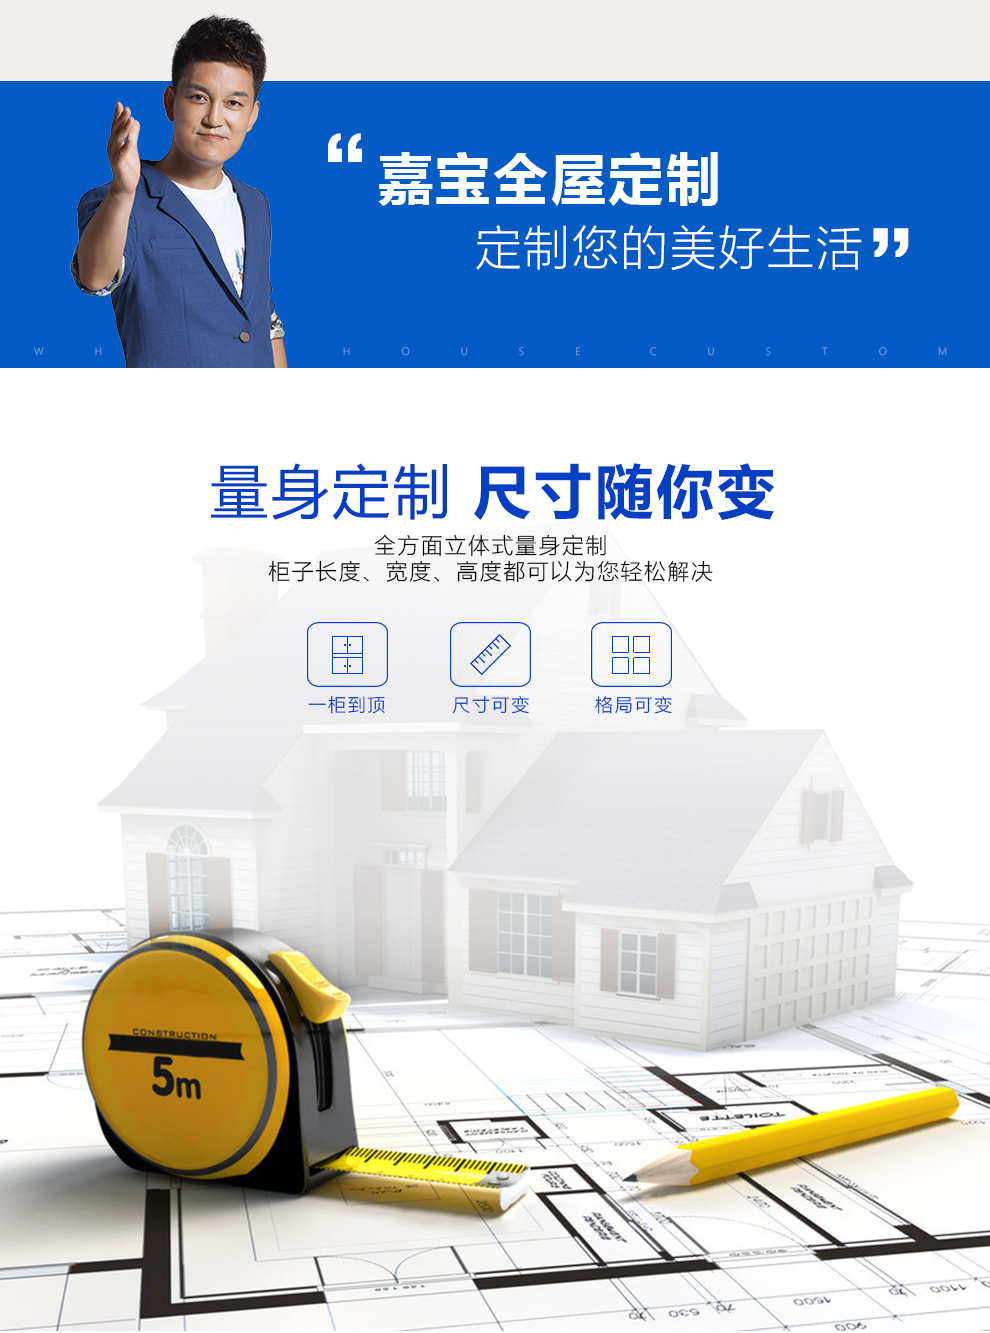 “嘉宝全屋定制
定制您的美好生活”
W H H O U S E C U S T O M
量身定制 尺寸随你变
全方面立体式量身定制
柜子长度、宽度、高度都可以为您轻松解决
一柜到顶 尺寸可变 格局可变
CONSTRUCTION
5m
TOILETTE